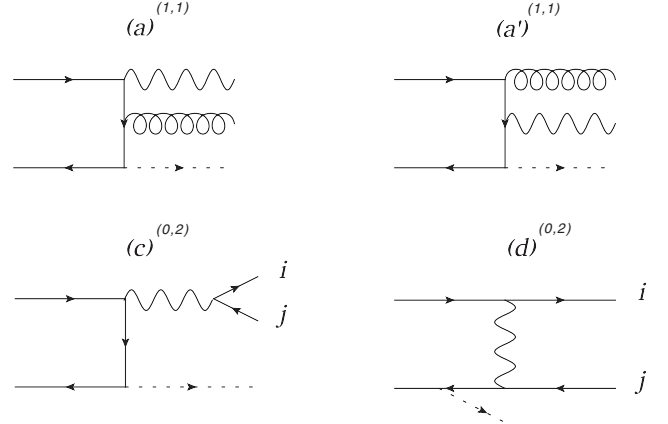 (a)^(1,1)
(a')^(1,1)
(c)^(0,2)
i
j
(d)^(0,2)
i
j